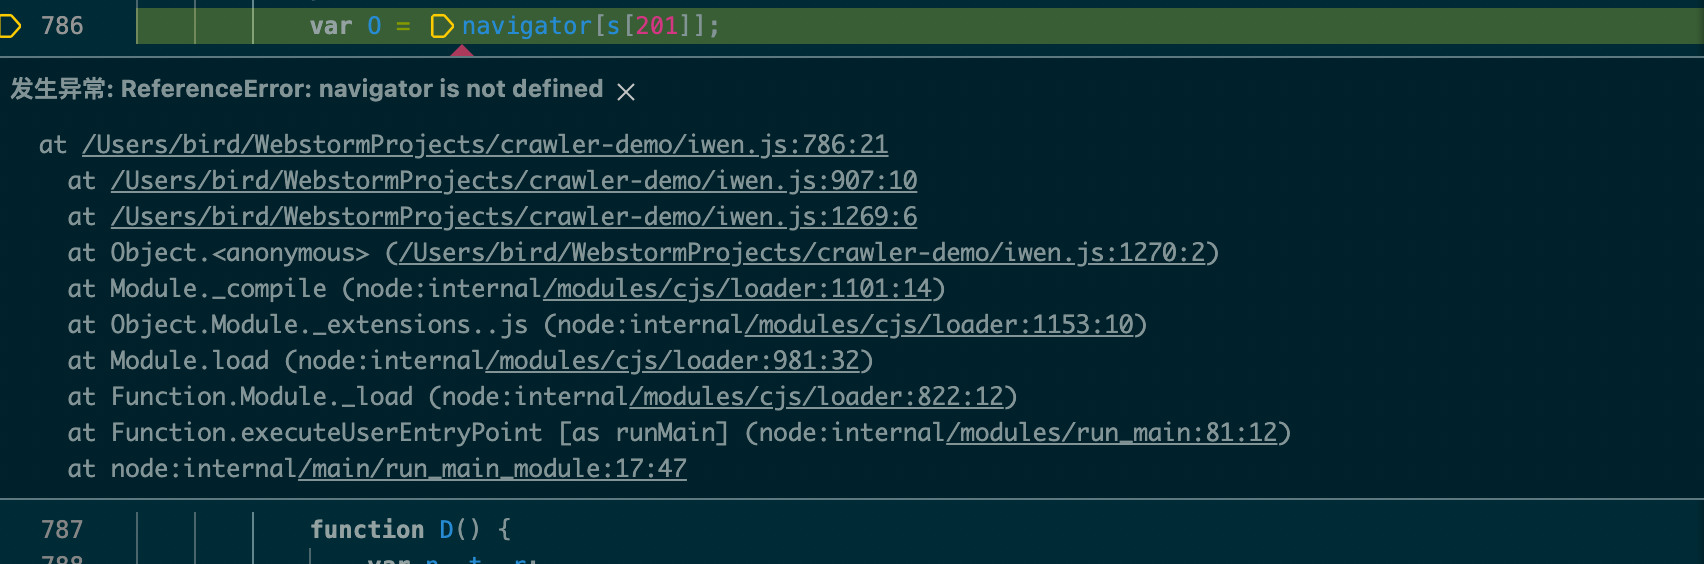 786 var O = navigator[s[201]];
发生异常: ReferenceError: navigator is not defined
at /Users/bird/WebstormProjects/crawler-demo/iwen.js:786:21
at /Users/bird/WebstormProjects/crawler-demo/iwen.js:907:10
at /Users/bird/WebstormProjects/crawler-demo/iwen.js:1269:6
at Object.<anonymous> (/Users/bird/WebstormProjects/crawler-demo/iwen.js:1270:2)
at Module._compile (node:internal/modules/cjs/loader:1101:14)
at Object.Module._extensions..js (node:internal/modules/cjs/loader:1153:10)
at Module.load (node:internal/modules/cjs/loader:981:32)
at Function.Module._load (node:internal/modules/cjs/loader:822:12)
at Function.executeUserEntryPoint [as runMain] (node:internal/modules/run_main:81:12)
at node:internal/main/run_main_module:17:47
787 function D() {
788 var